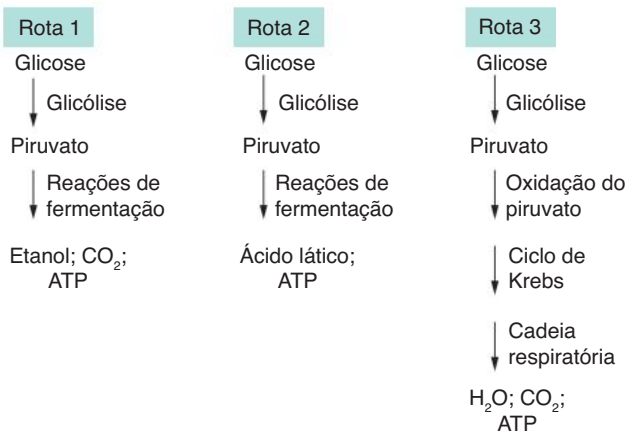 Rota 1
Glicose
Glicólise
Piruvato
Reações de
fermentação
Etanol; CO₂;
ATP
Rota 2
Glicose
Glicólise
Piruvato
Reações de
fermentação
Ácido lático;
ATP
Rota 3
Glicose
Glicólise
Piruvato
Oxidação do
piruvato
Ciclo de
Krebs
Cadeia
respiratória
H₂O; CO₂;
ATP